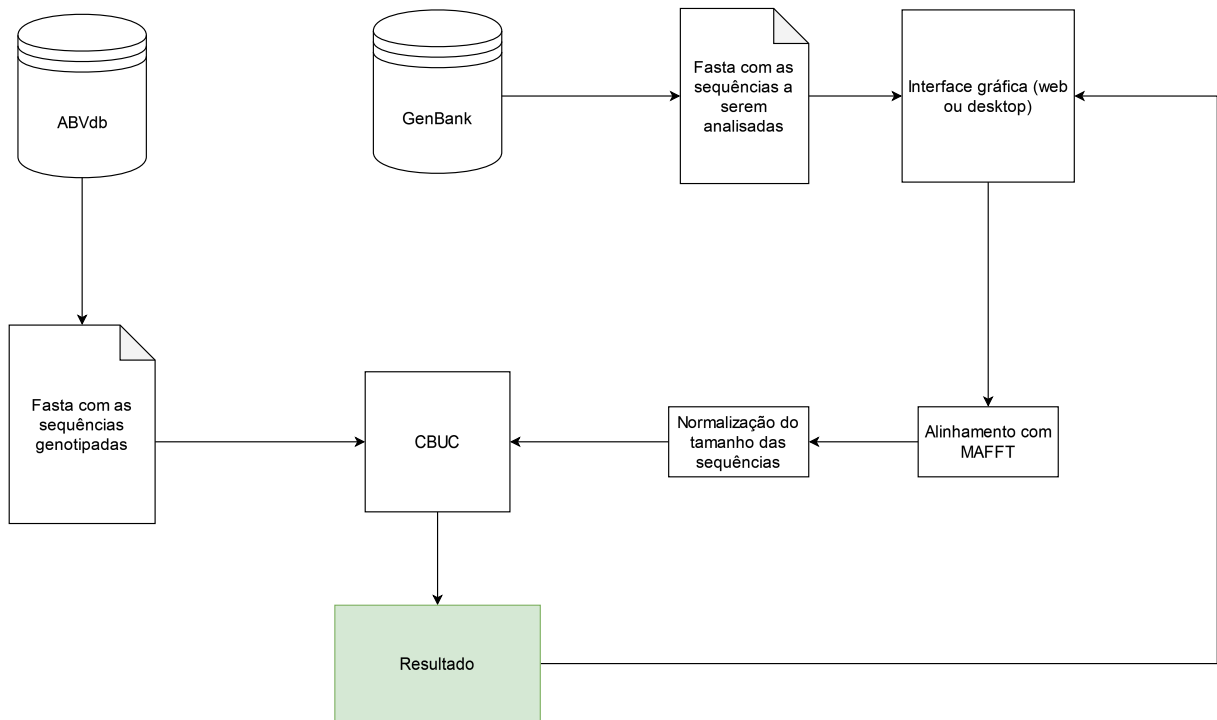 ABVdb
GenBank
Fasta com as
sequências a
serem
analisadas
Interface gráfica (web
ou desktop)
Fasta com as
sequências
genotipadas
CBUC
Normalização do
tamanho das
sequências
Alinhamento com
MAFFT
Resultado